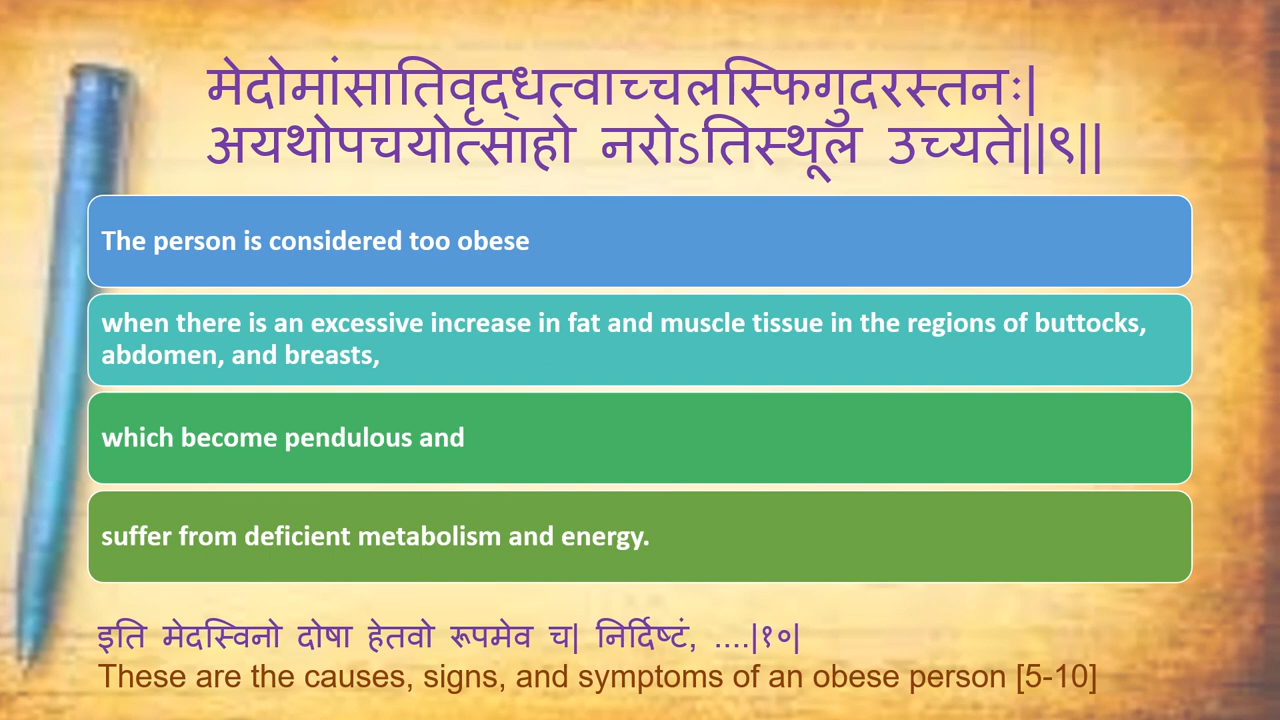 मेदोमांसातिवृद्धत्वाच्चलस्फिगुदरस्तनः|
अयथोपचयोत्साहो नरोऽतिस्थूल उच्यते||९||
The person is considered too obese
when there is an excessive increase in fat and muscle tissue in the regions of buttocks,
abdomen, and breasts,
which become pendulous and
suffer from deficient metabolism and energy.
इति मेदस्विनो दोषा हेतवो रूपमेव च| निर्दिष्टं, ....|१०|
These are the causes, signs, and symptoms of an obese person [5-10]